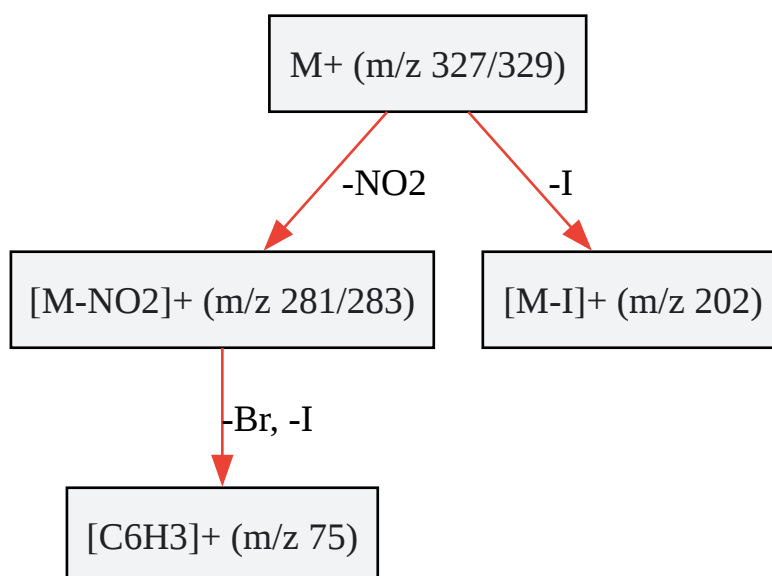 M+ (m/z 327/329)
-NO2
-I
[M-NO2]+ (m/z 281/283)
[M-I]+ (m/z 202)
-Br, -I
[C6H3]+ (m/z 75)